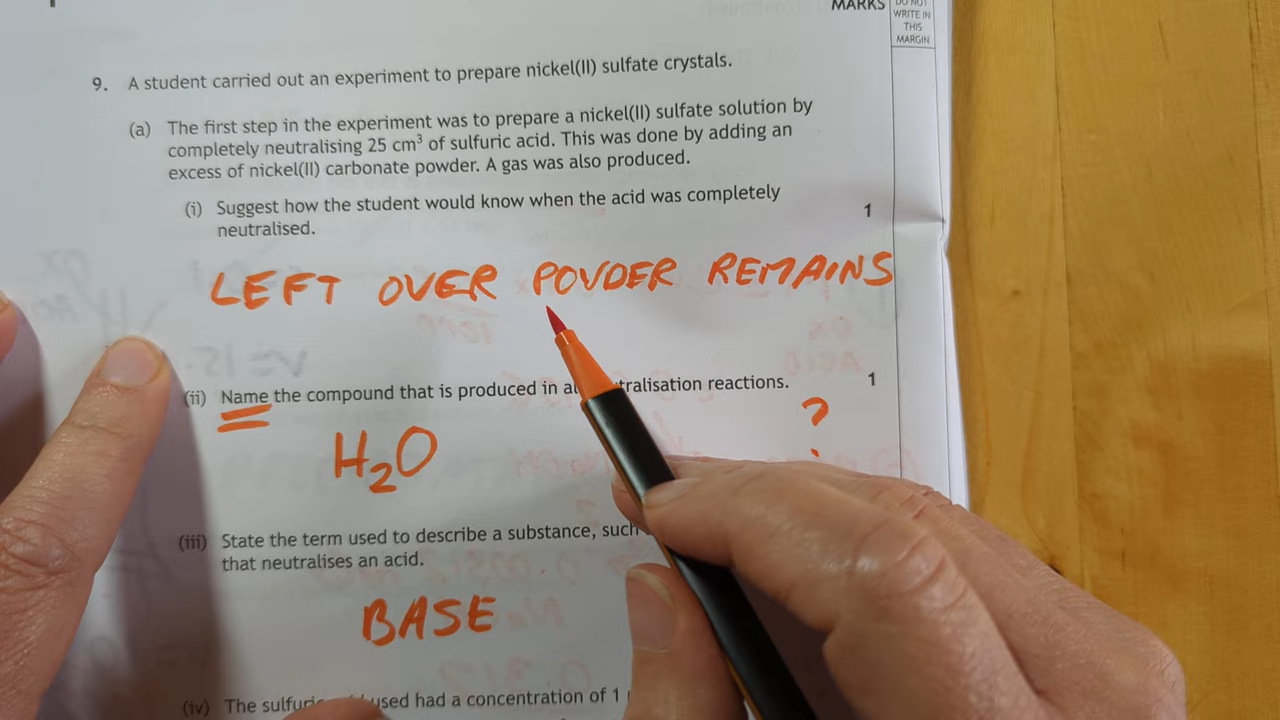 MARKS
DO NOT
WRITE IN
THIS
MARGIN
9. A student carried out an experiment to prepare nickel(II) sulfate crystals.
(a) The first step in the experiment was to prepare a nickel(II) sulfate solution by
completely neutralising 25 cm³ of sulfuric acid. This was done by adding an
excess of nickel(II) carbonate powder. A gas was also produced.
(i) Suggest how the student would know when the acid was completely
neutralised. 1
LEFT OVER POVDER REMAINS
(ii) Name the compound that is produced in reactions. 1
?
H₂O
(iii) State the term used to describe a substance, such
that neutralises an acid.
BASE
(iv) The used had a concentration of 1